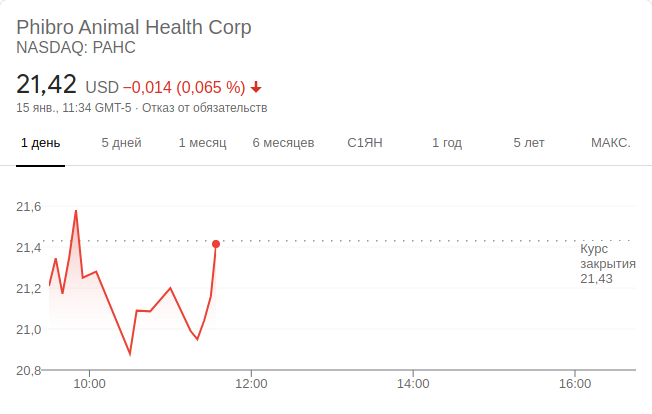 Phibro Animal Health Corp
NASDAQ: PAHC
21,42 USD −0,014 (0,065 %)
15 янв., 11:34 GMT-5 · Отказ от обязательств
1 день 5 дней 1 месяц 6 месяцев С1ЯН 1 год 5 лет МАКС.
21,6
21,4
21,2
21,0
20,8
Курс
закрытия
21,43
10:00 12:00 14:00 16:00